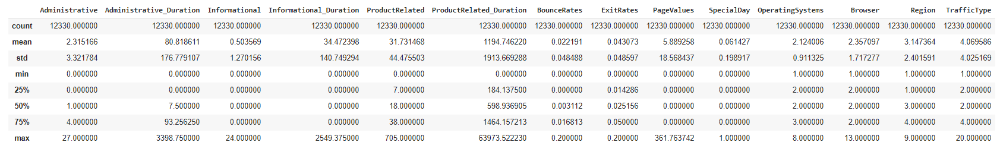 Administrative Administrative_Duration Informational Informational_Duration ProductRelated ProductRelated_Duration BounceRates ExitRates PageValues SpecialDay OperatingSystems Browser Region TrafficType
count 12330.000000 12330.000000 12330.000000 12330.000000 12330.000000 12330.000000 12330.000000 12330.000000 12330.000000 12330.000000 12330.000000 12330.000000 12330.000000 12330.000000
mean 2.315166 80.818611 0.503569 34.472398 31.731468 1194.746220 0.022191 0.043073 5.889258 0.061427 2.124006 2.357097 3.147364 4.069586
std 3.321784 176.779107 1.270156 140.749294 44.475503 1913.669288 0.048488 0.048597 18.568437 0.198917 0.911325 1.717277 2.401591 4.025169
min 0.000000 0.000000 0.000000 0.000000 0.000000 0.000000 0.000000 0.000000 0.000000 0.000000 1.000000 1.000000 1.000000 1.000000
25% 0.000000 0.000000 0.000000 0.000000 7.000000 184.137500 0.000000 0.014286 0.000000 0.000000 2.000000 2.000000 1.000000 2.000000
50% 1.000000 7.500000 0.000000 0.000000 18.000000 598.936905 0.003112 0.025156 0.000000 0.000000 2.000000 2.000000 3.000000 2.000000
75% 4.000000 93.256250 0.000000 0.000000 38.000000 1464.157213 0.016813 0.050000 0.000000 0.000000 3.000000 2.000000 4.000000 4.000000
max 27.000000 3398.750000 24.000000 2549.375000 705.000000 63973.522230 0.200000 0.200000 361.763742 1.000000 8.000000 13.000000 9.000000 20.000000